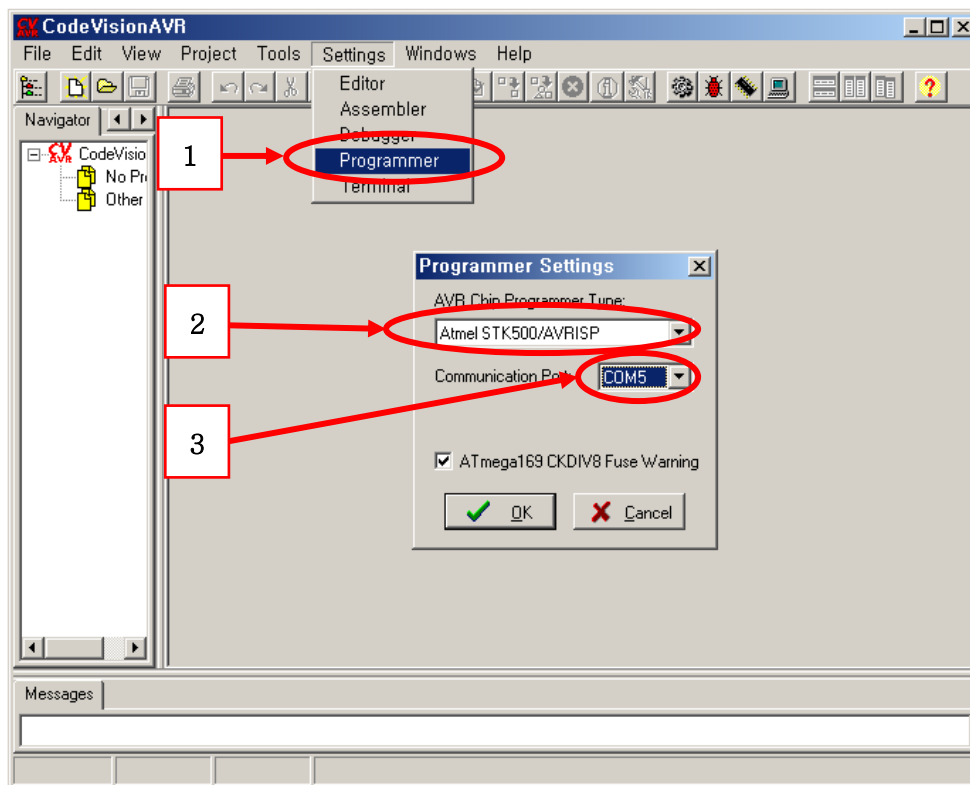 CodeVisionAVR
File Edit View Project Tools Settings Windows Help
Editor
Assembler
Debugger
Programmer
Terminal
Navigator
CodeVisio
No Pr
Other
1
2
3
Programmer Settings
AVR Chip Programmer Type:
Atmel STK500/AVRISP
Communication Port:
COM5
ATmega169 CKDIV8 Fuse Warning
OK
Cancel
Messages